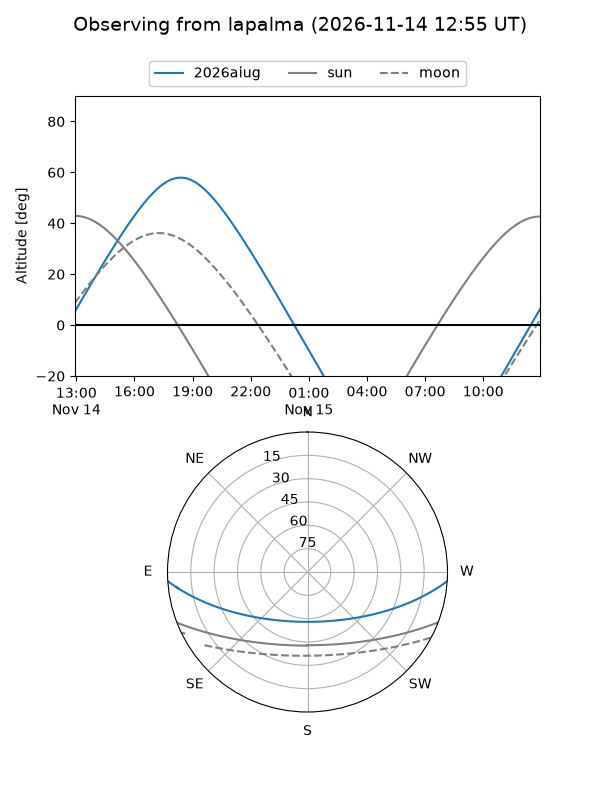 Observing from lapalma (2026-11-14 12:55 UT)
2026aiug sun moon
Altitude [deg]
80
60
40
20
0
−20
13:00 16:00 19:00 22:00 01:00 04:00 07:00 10:00
Nov 14 Nov 15
N
NE NW
15
30
45
60
75
E W
SE SW
S